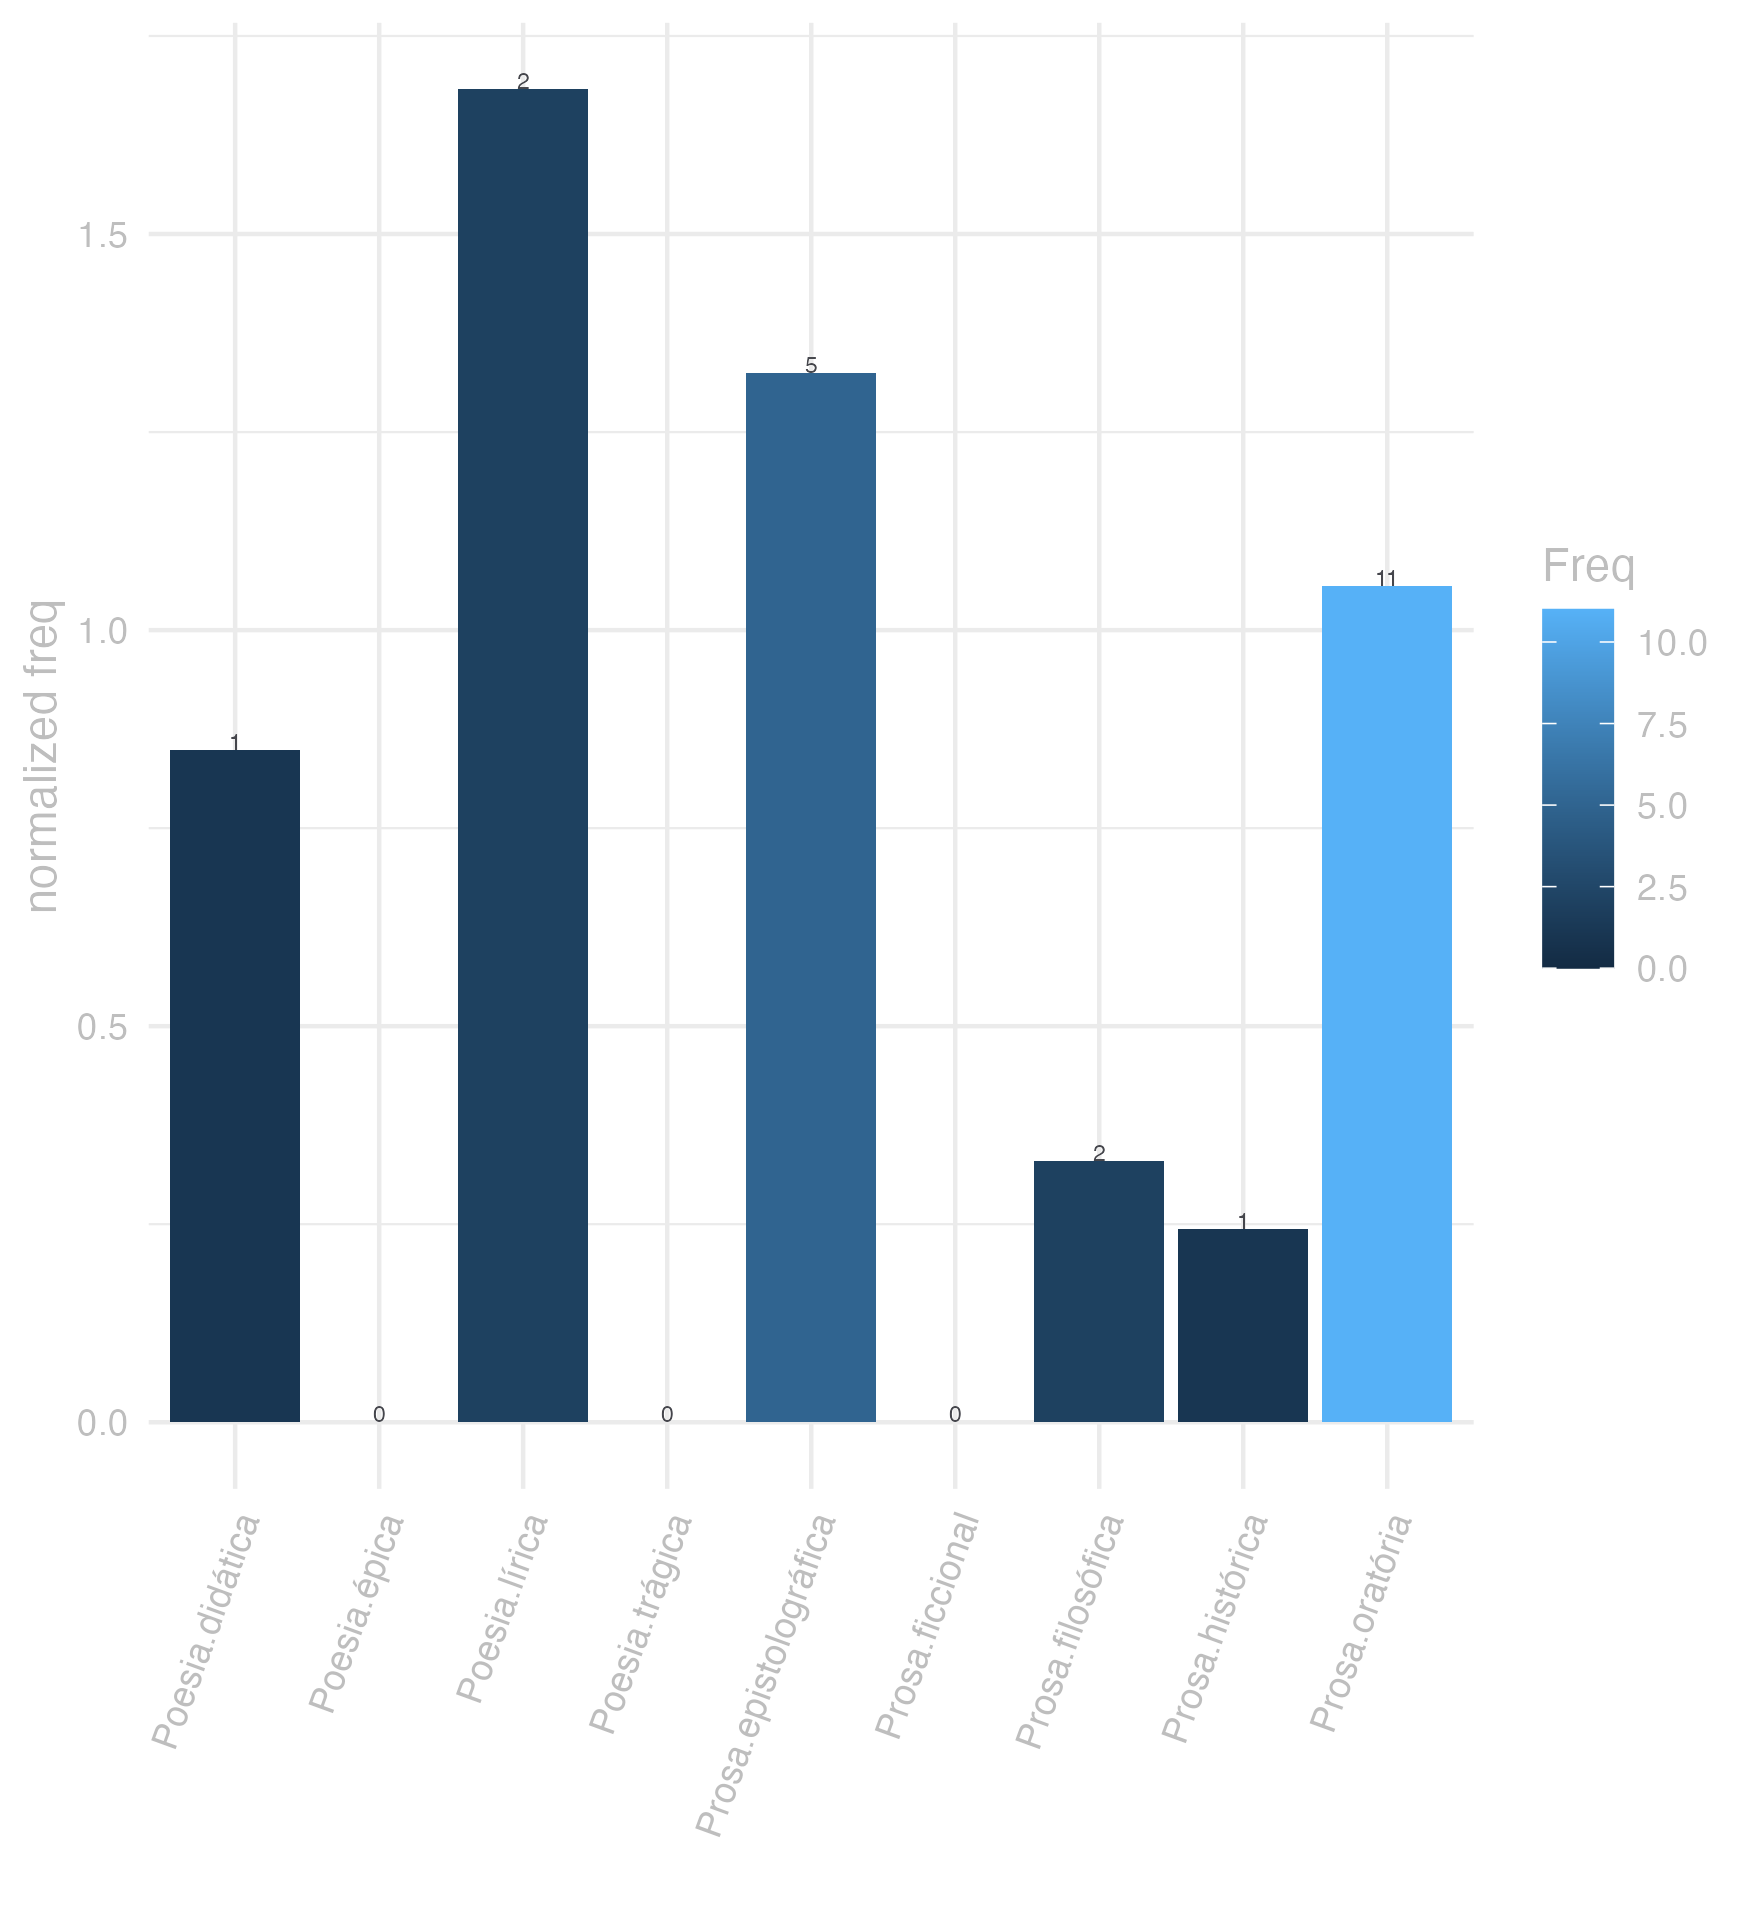 normalized freq
1.5
1.0
0.5
0.0
1
0
2
0
5
0
2
1
11
Poesia.didática
Poesia.épica
Poesia.lírica
Poesia.trágica
Prosa.epistolográfica
Prosa.ficcional
Prosa.filosófica
Prosa.histórica
Prosa.oratória
Freq
10.0
7.5
5.0
2.5
0.0